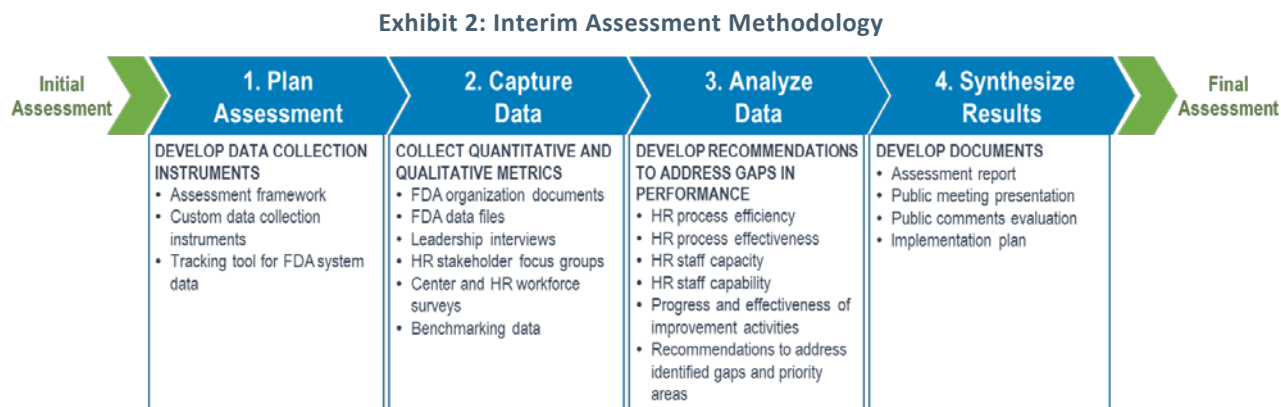 Exhibit 2: Interim Assessment Methodology
Initial
Assessment
1. Plan
Assessment
2. Capture
Data
3. Analyze
Data
4. Synthesize
Results
Final
Assessment
DEVELOP DATA COLLECTION
INSTRUMENTS
• Assessment framework
• Custom data collection
instruments
• Tracking tool for FDA system
data
COLLECT QUANTITATIVE AND
QUALITATIVE METRICS
• FDA organization documents
• FDA data files
• Leadership interviews
• HR stakeholder focus groups
• Center and HR workforce
surveys
• Benchmarking data
DEVELOP RECOMMENDATIONS
TO ADDRESS GAPS IN
PERFORMANCE
• HR process efficiency
• HR process effectiveness
• HR staff capacity
• HR staff capability
• Progress and effectiveness of
improvement activities
• Recommendations to address
identified gaps and priority
areas
DEVELOP DOCUMENTS
• Assessment report
• Public meeting presentation
• Public comments evaluation
• Implementation plan